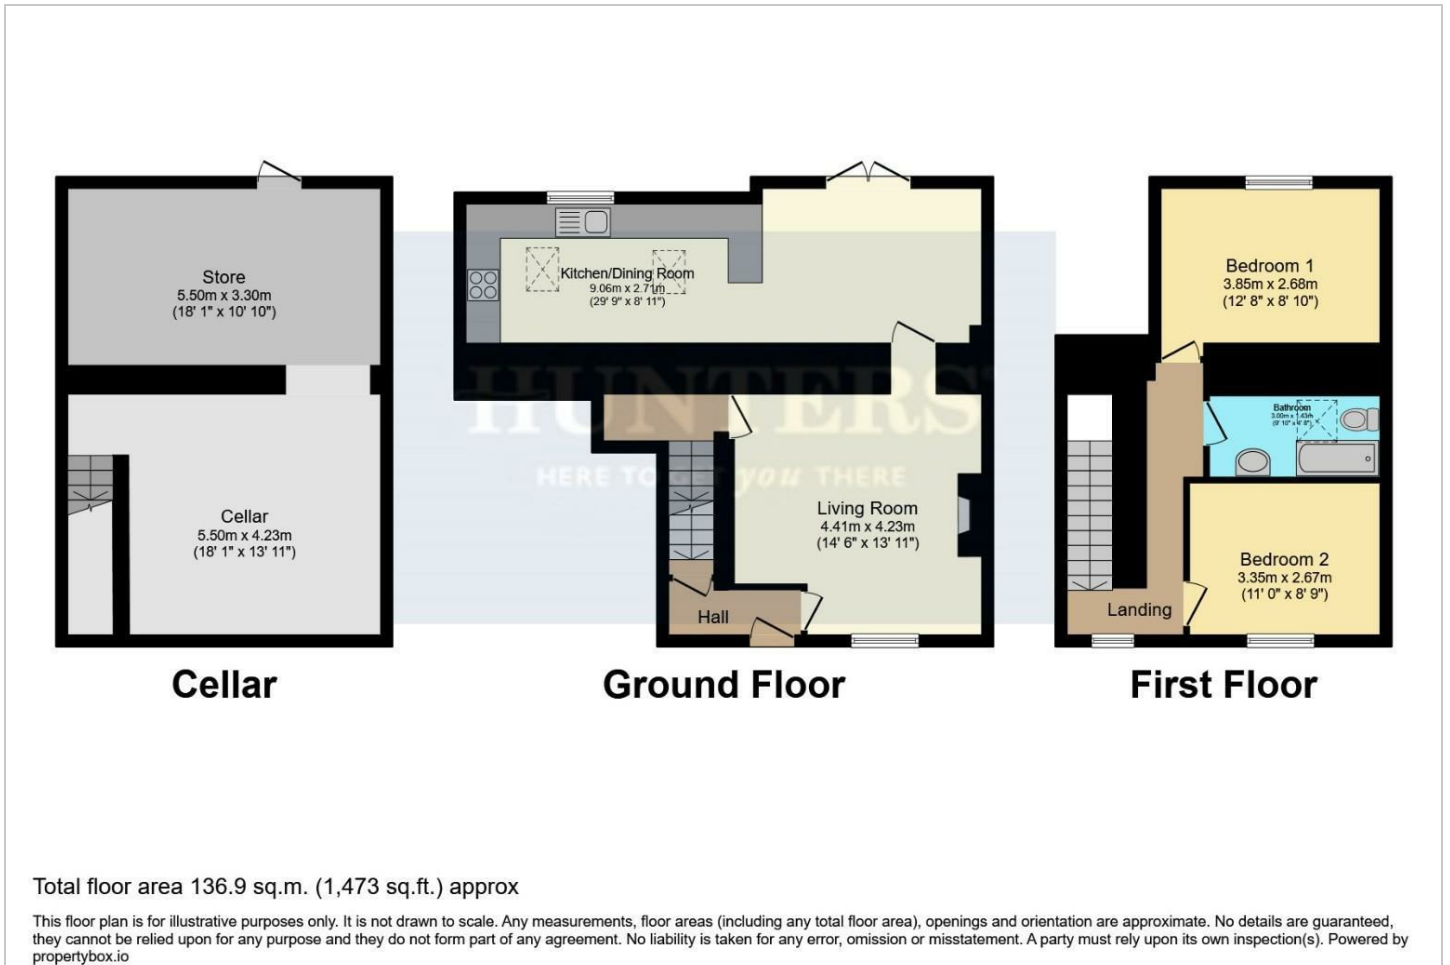 Store
5.50m x 3.30m
(18' 1" x 10' 10")
Cellar
5.50m x 4.23m
(18' 1" x 13' 11")
Cellar
Kitchen/Dining Room
9.06m x 2.71m
(29' 9" x 8' 11")
HUNTERS
HERE TO GET you THERE
Living Room
4.41m x 4.23m
(14' 6" x 13' 11")
Hall
Ground Floor
Bedroom 1
3.85m x 2.68m
(12' 8" x 8' 10")
Bathroom
3.00m x 1.43m
(9' 10" x 4' 8")
Bedroom 2
3.35m x 2.67m
(11' 0" x 8' 9")
Landing
First Floor
Total floor area 136.9 sq.m. (1,473 sq.ft.) approx
This floor plan is for illustrative purposes only. It is not drawn to scale. Any measurements, floor areas (including any total floor area), openings and orientation are approximate. No details are guaranteed,
they cannot be relied upon for any purpose and they do not form part of any agreement. No liability is taken for any error, omission or misstatement. A party must rely upon its own inspection(s). Powered by
propertybox.io